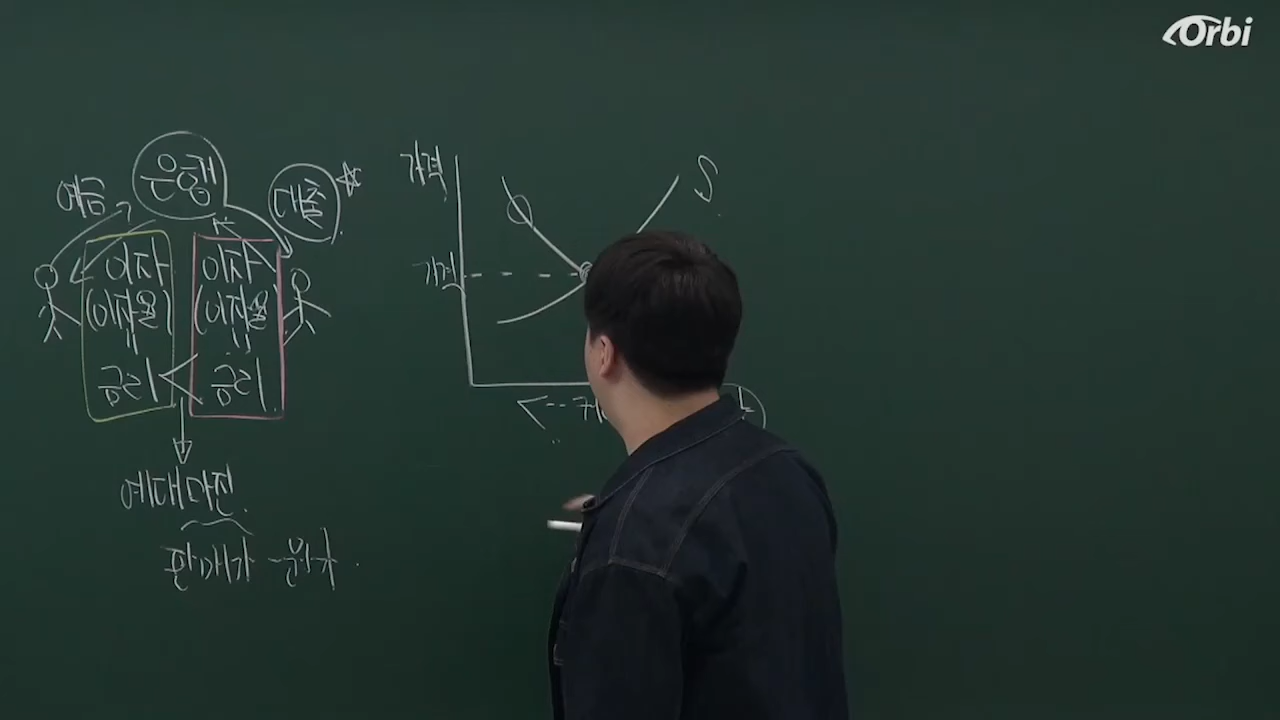 Orbi
은행
예금
대출
이자
(이자율)
금리
<
이자
(이자율)
금리
예대마진
판매가 - 원가
가격
가격
S